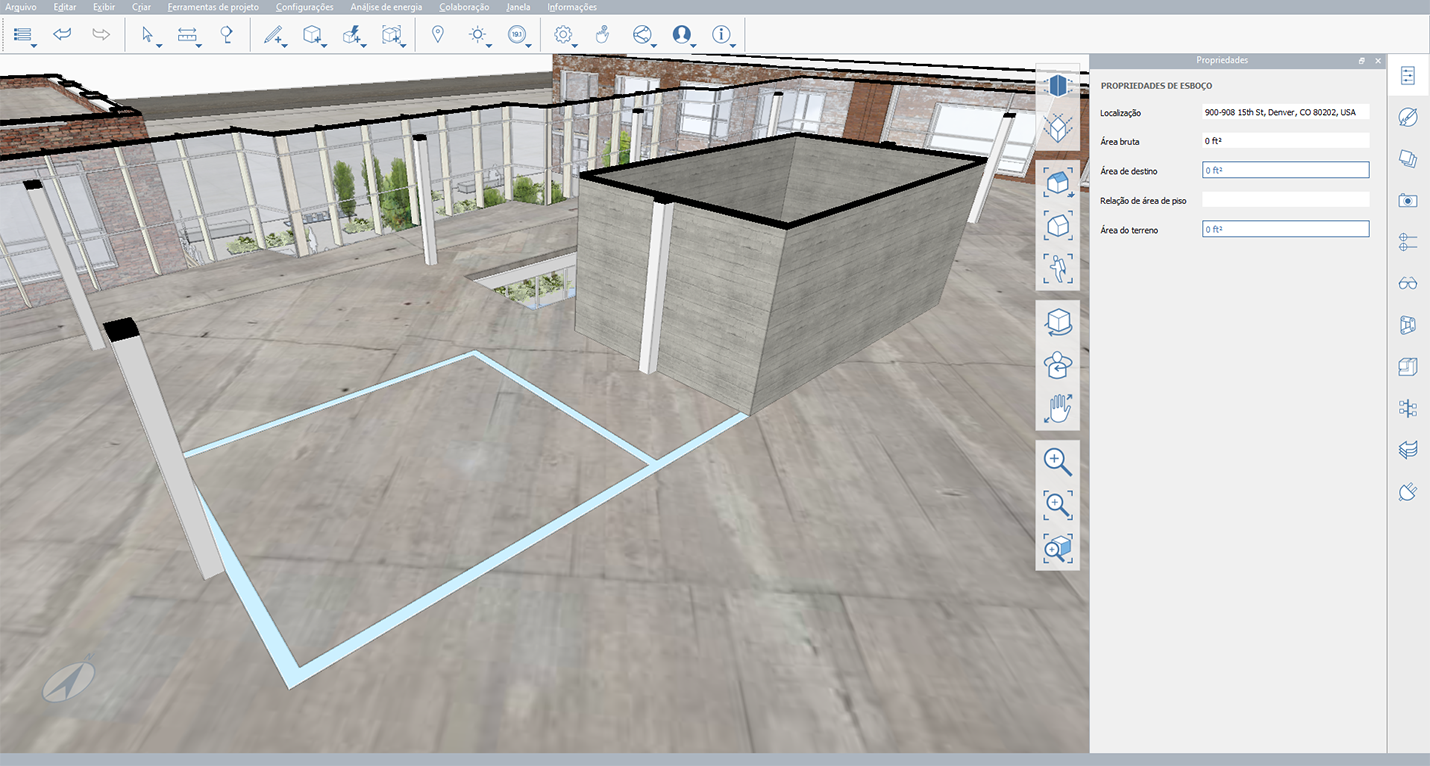 Arquivo Editar Exibir Criar Ferramentas de projeto Configurações Análise de energia Colaboração Janela Informações
19.1
Propriedades
PROPRIEDADES DE ESBOÇO
Localização 900-908 15th St, Denver, CO 80202, USA
Área bruta 0 ft²
Área de destino 0 ft²
Relação de área de piso
Área do terreno 0 ft²